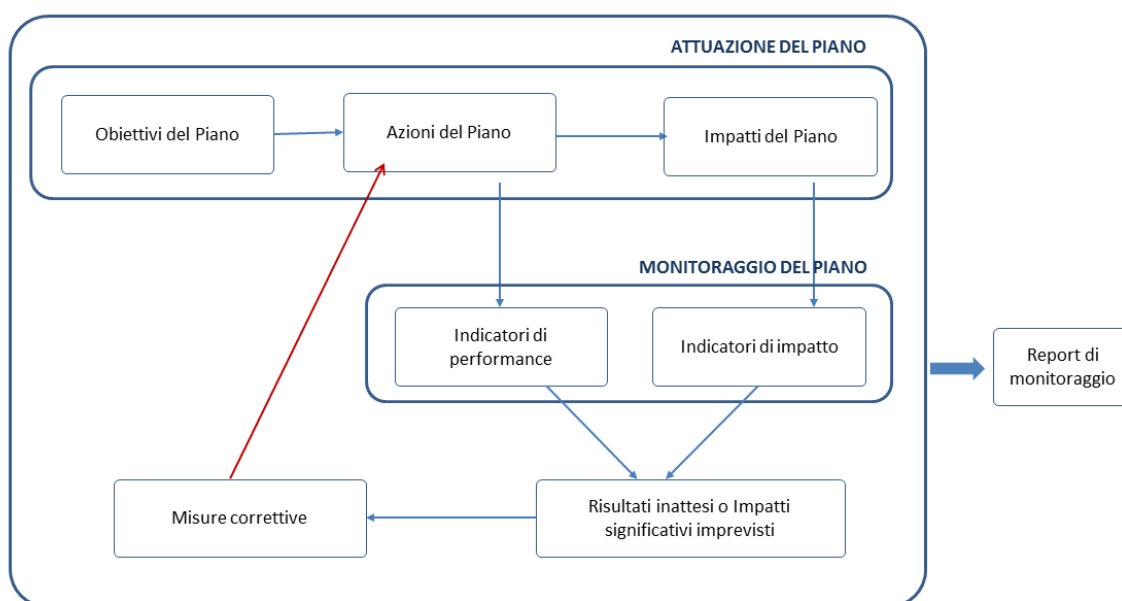 ATTUAZIONE DEL PIANO
Obiettivi del Piano
Azioni del Piano
Impatti del Piano
MONITORAGGIO DEL PIANO
Indicatori di
performance
Indicatori di impatto
Report di
monitoraggio
Misure correttive
Risultati inattesi o Impatti
significativi imprevisti